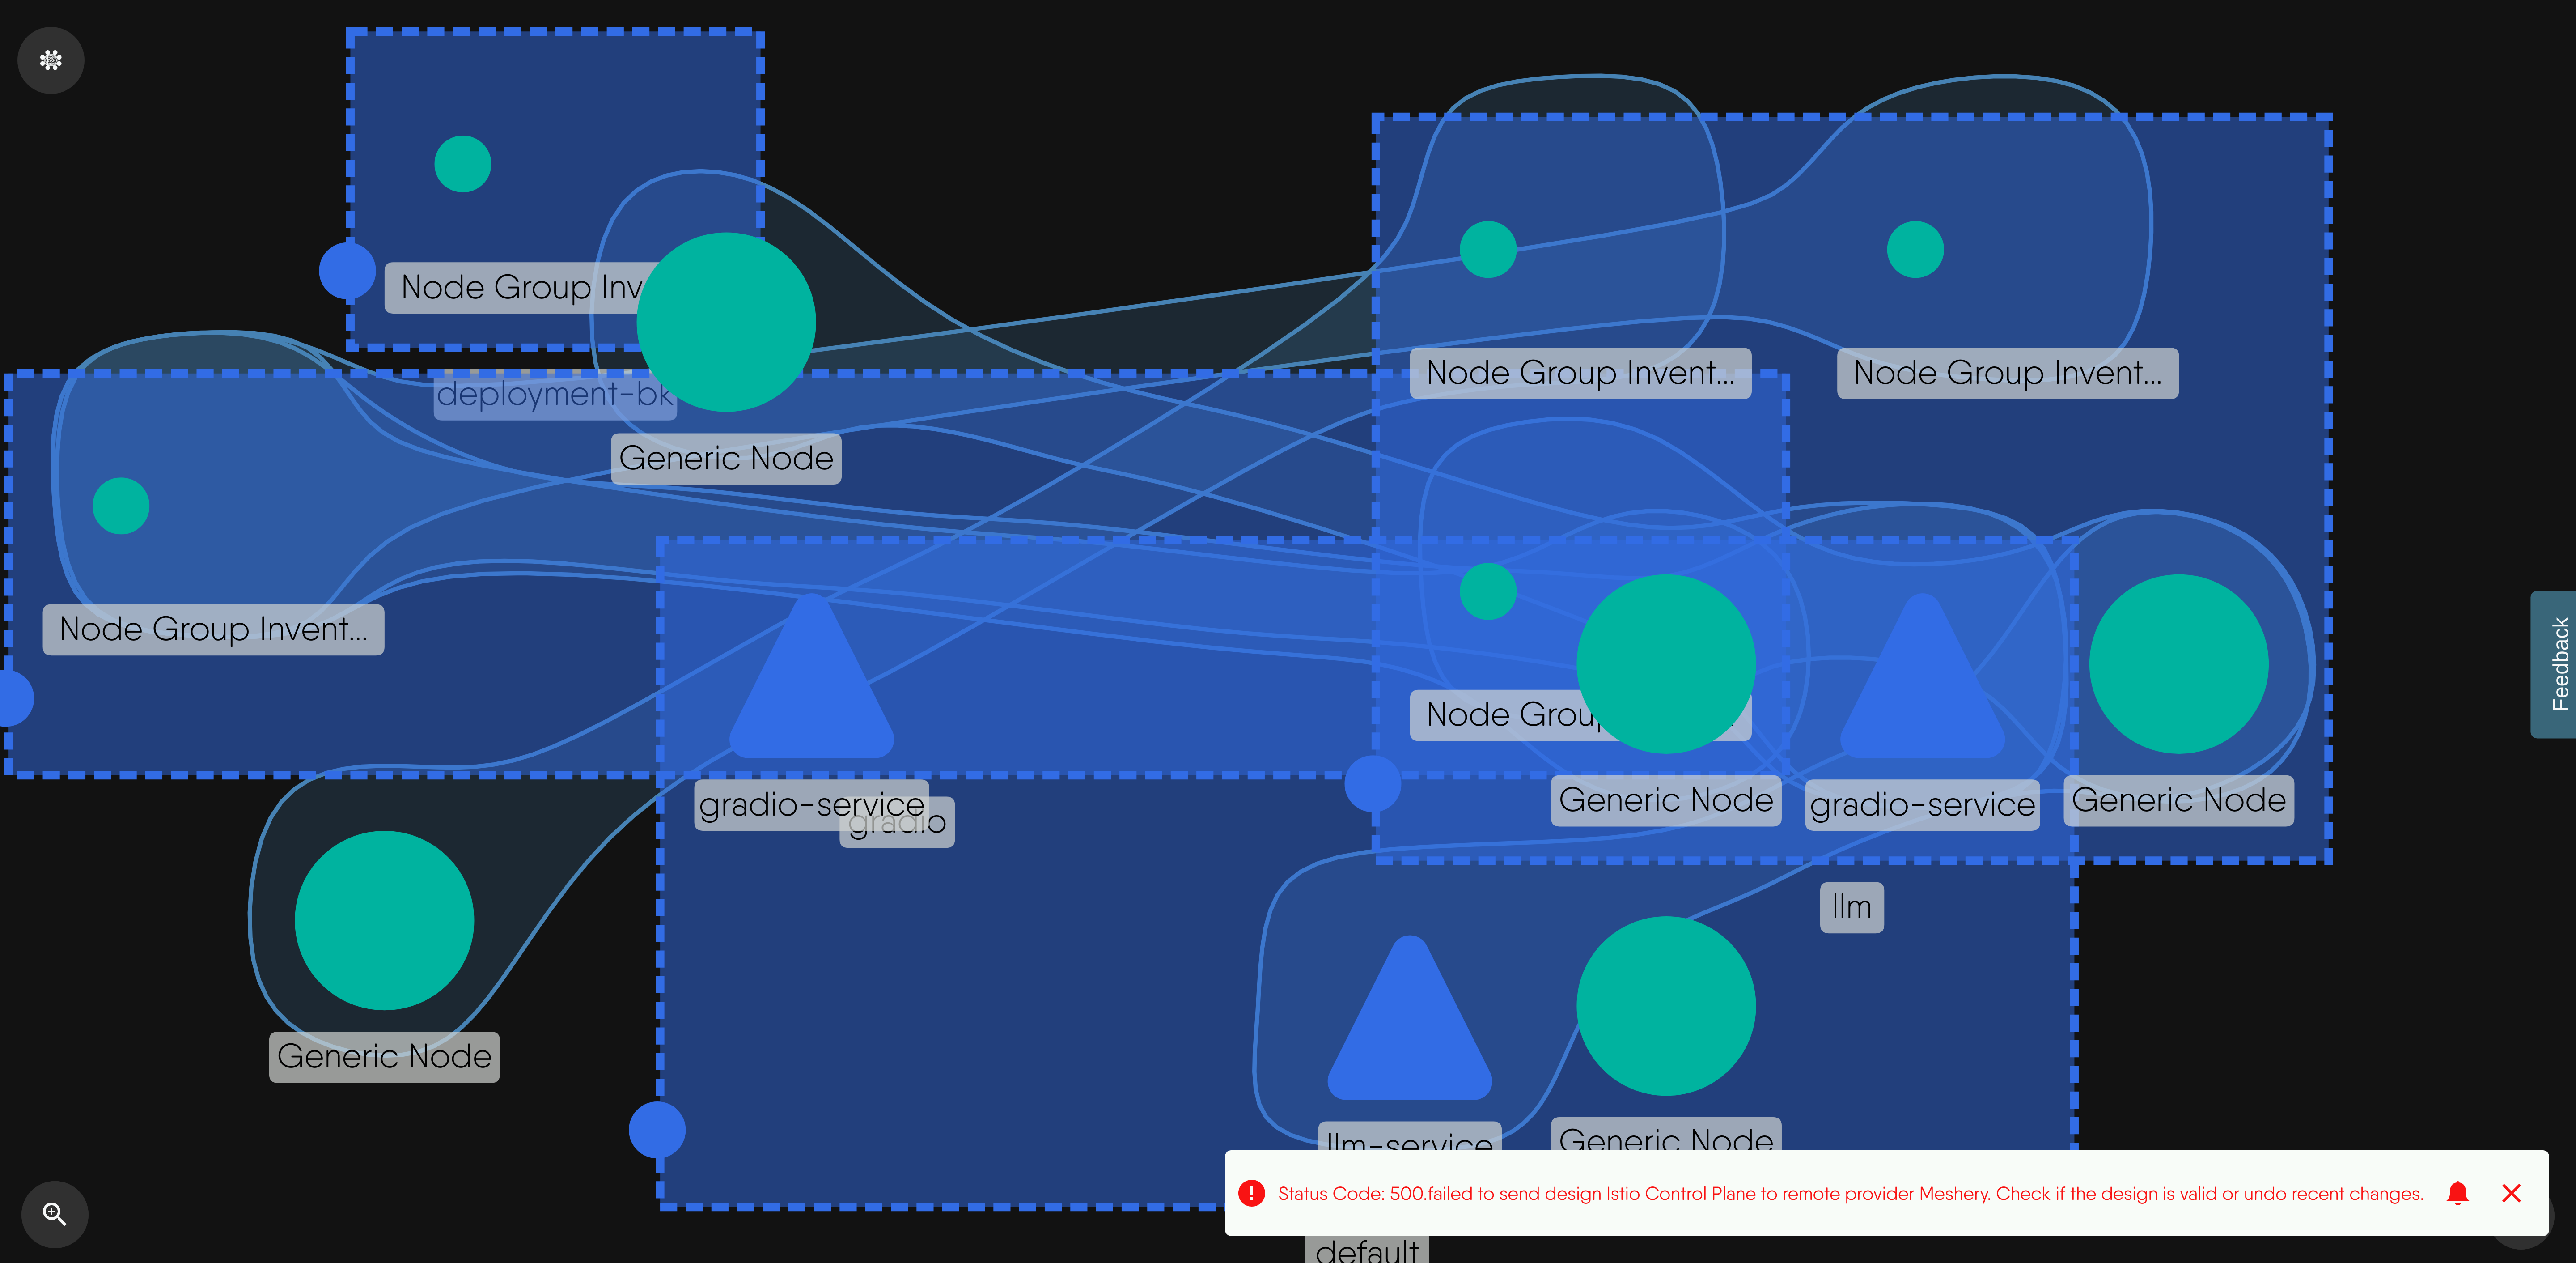 Node Group Inv
deployment-bk
Generic Node
Node Group Invent...
Node Group Invent...
Node Group Invent...
Node Grou
gradio-service
gradio
Generic Node
gradio-service
Generic Node
llm
Generic Node
llm-service
Generic Node
Status Code: 500.failed to send design Istio Control Plane to remote provider Meshery. Check if the design is valid or undo recent changes.
default
Feedback